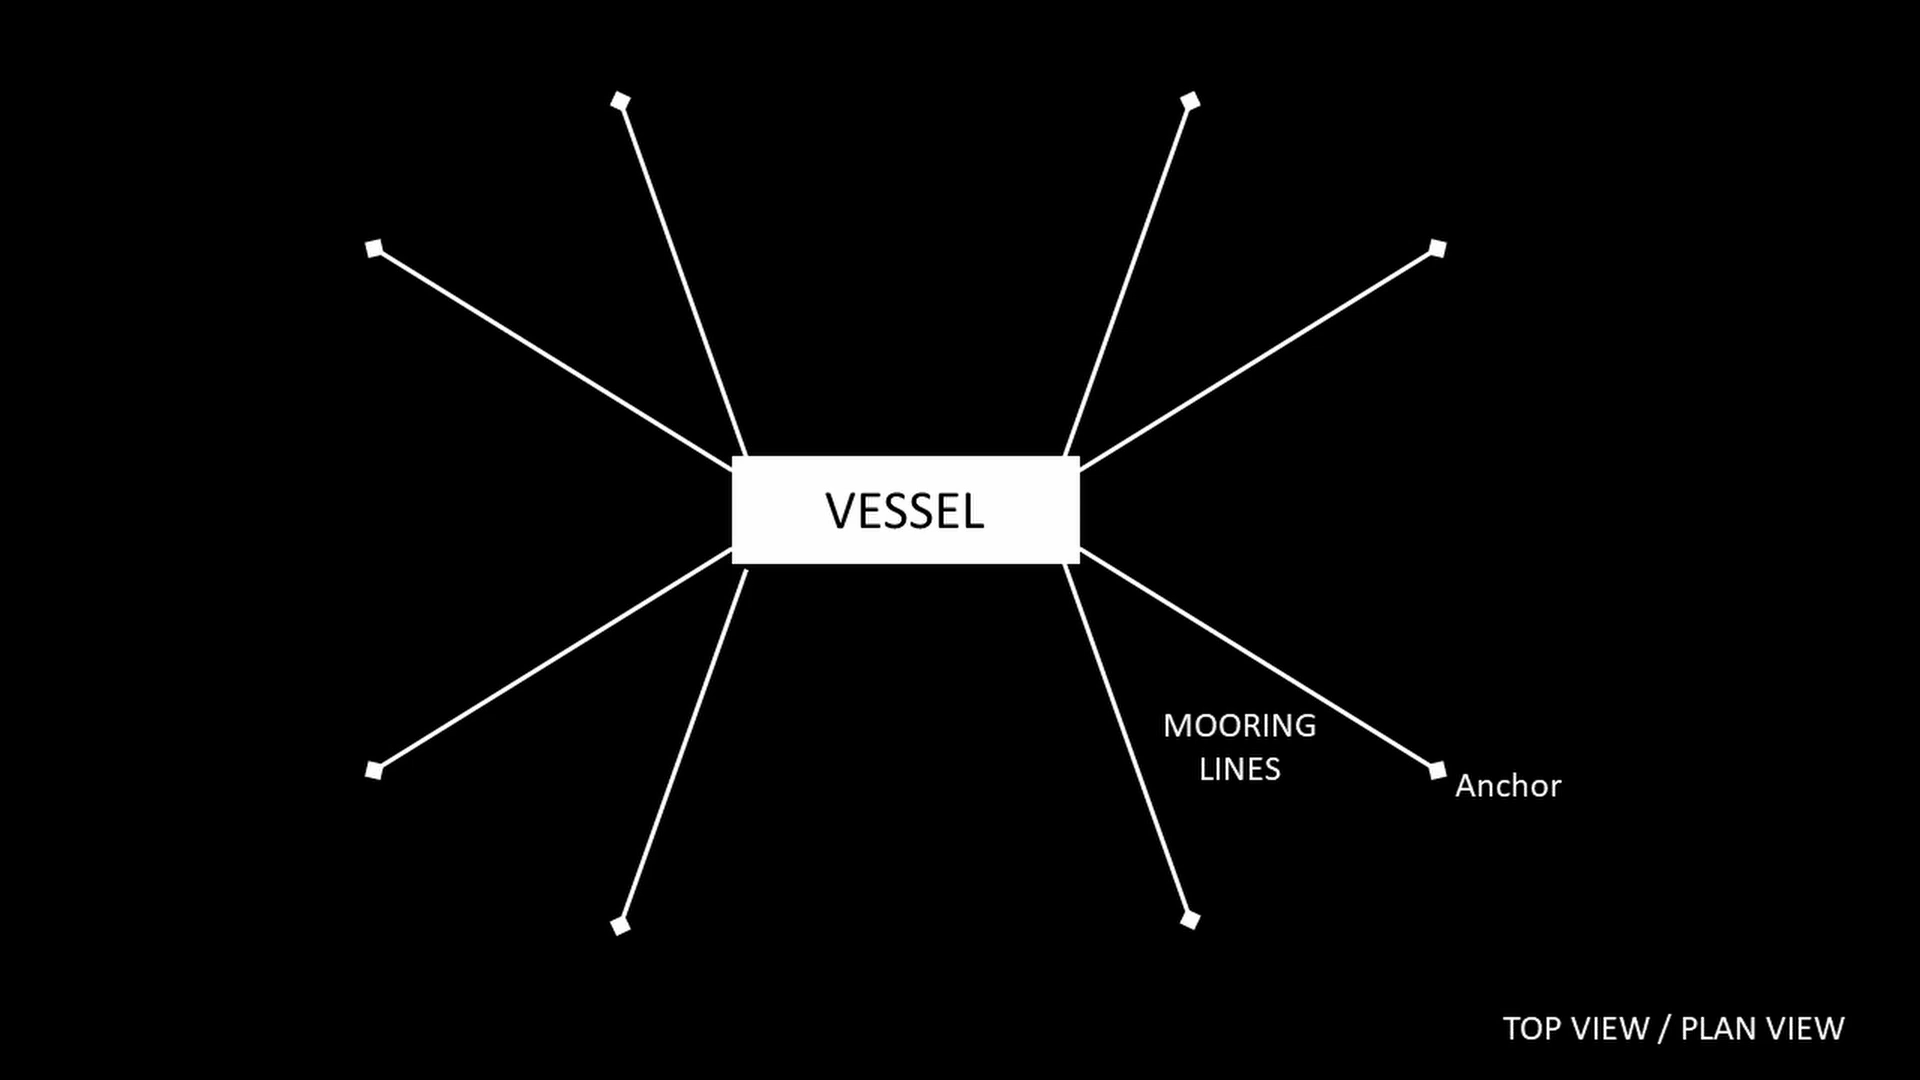 VESSEL
MOORING
LINES
Anchor
TOP VIEW / PLAN VIEW